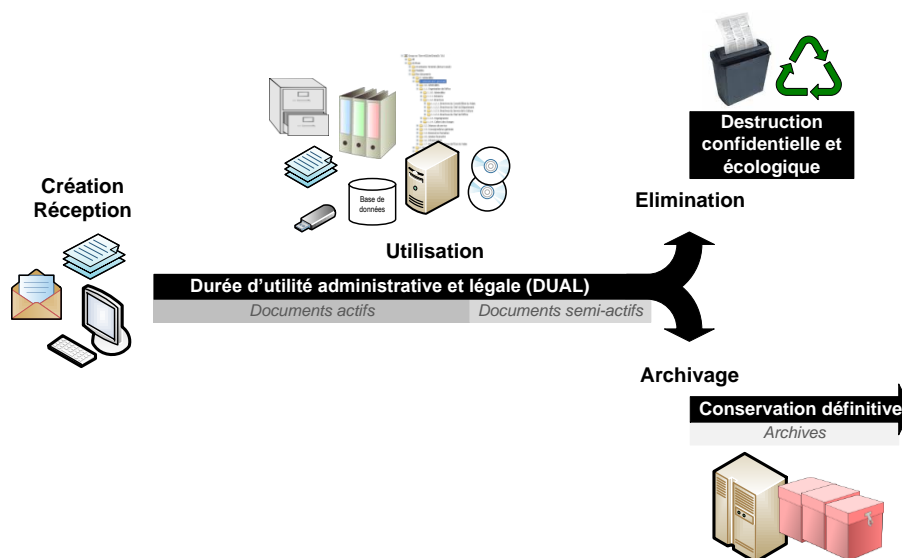 Destruction
confidentielle et
écologique
Création
Réception
Base de
données
Elimination
Utilisation
Durée d'utilité administrative et légale (DUAL)
Documents actifs
Documents semi-actifs
Archivage
Conservation définitive
Archives